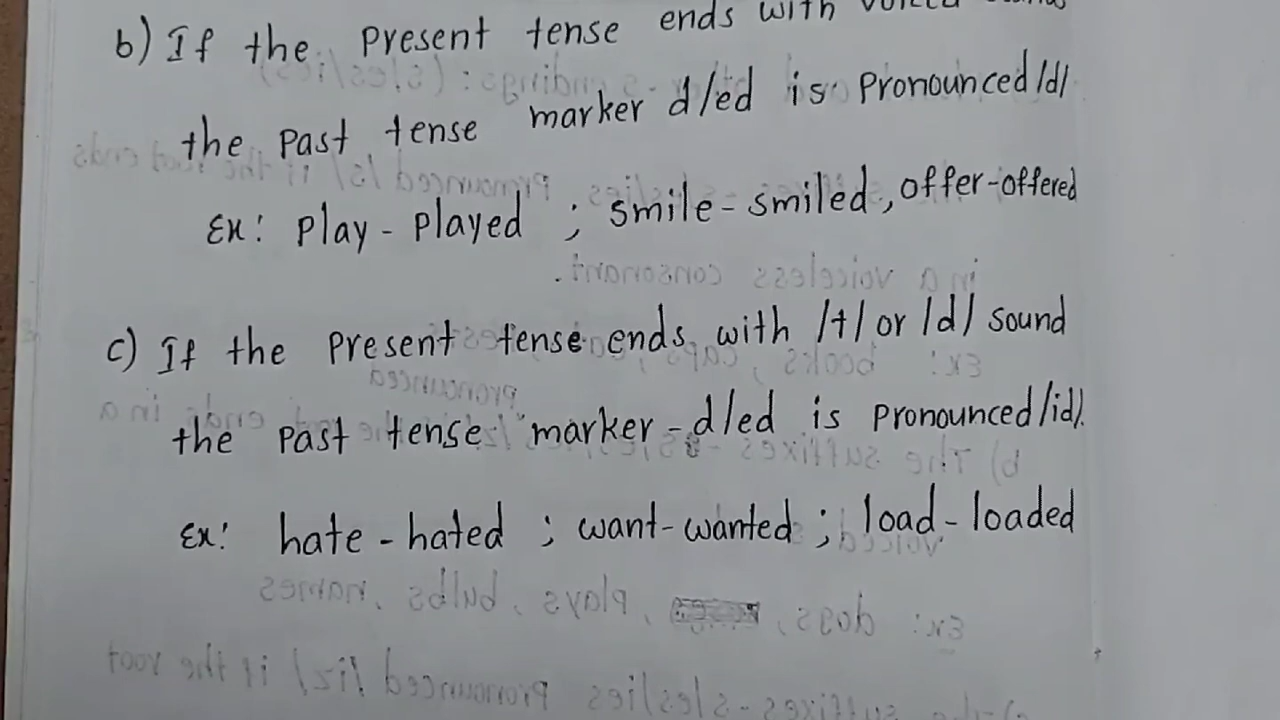 b) If the present tense ends with voiced
the past tense marker d/ed is pronounced /d/
Ex: play - played ; smile - smiled, offer - offered
c) If the present tense ends with /t/ or /d/ sound
the past tense marker - d/ed is pronounced /id/.
Ex: hate - hated ; want - wanted ; load - loaded